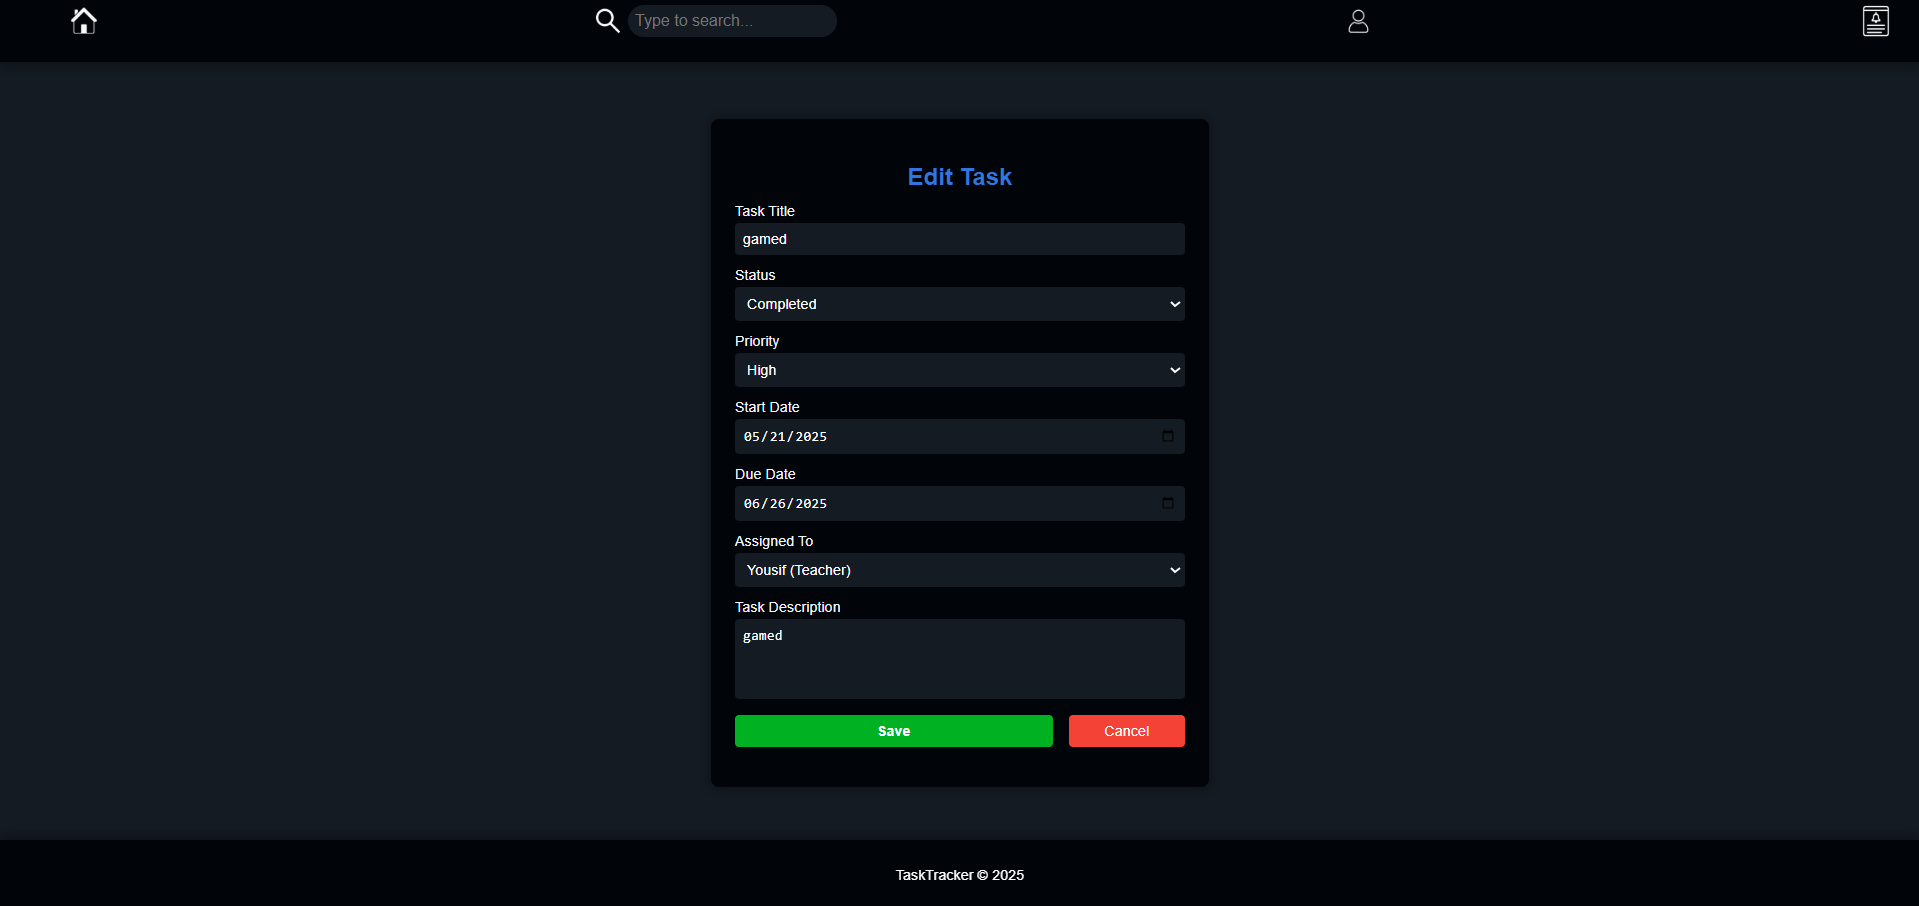 Type to search...
Edit Task
Task Title
gamed
Status
Completed
Priority
High
Start Date
05/21/2025
Due Date
06/26/2025
Assigned To
Yousif (Teacher)
Task Description
gamed
Save Cancel
TaskTracker © 2025